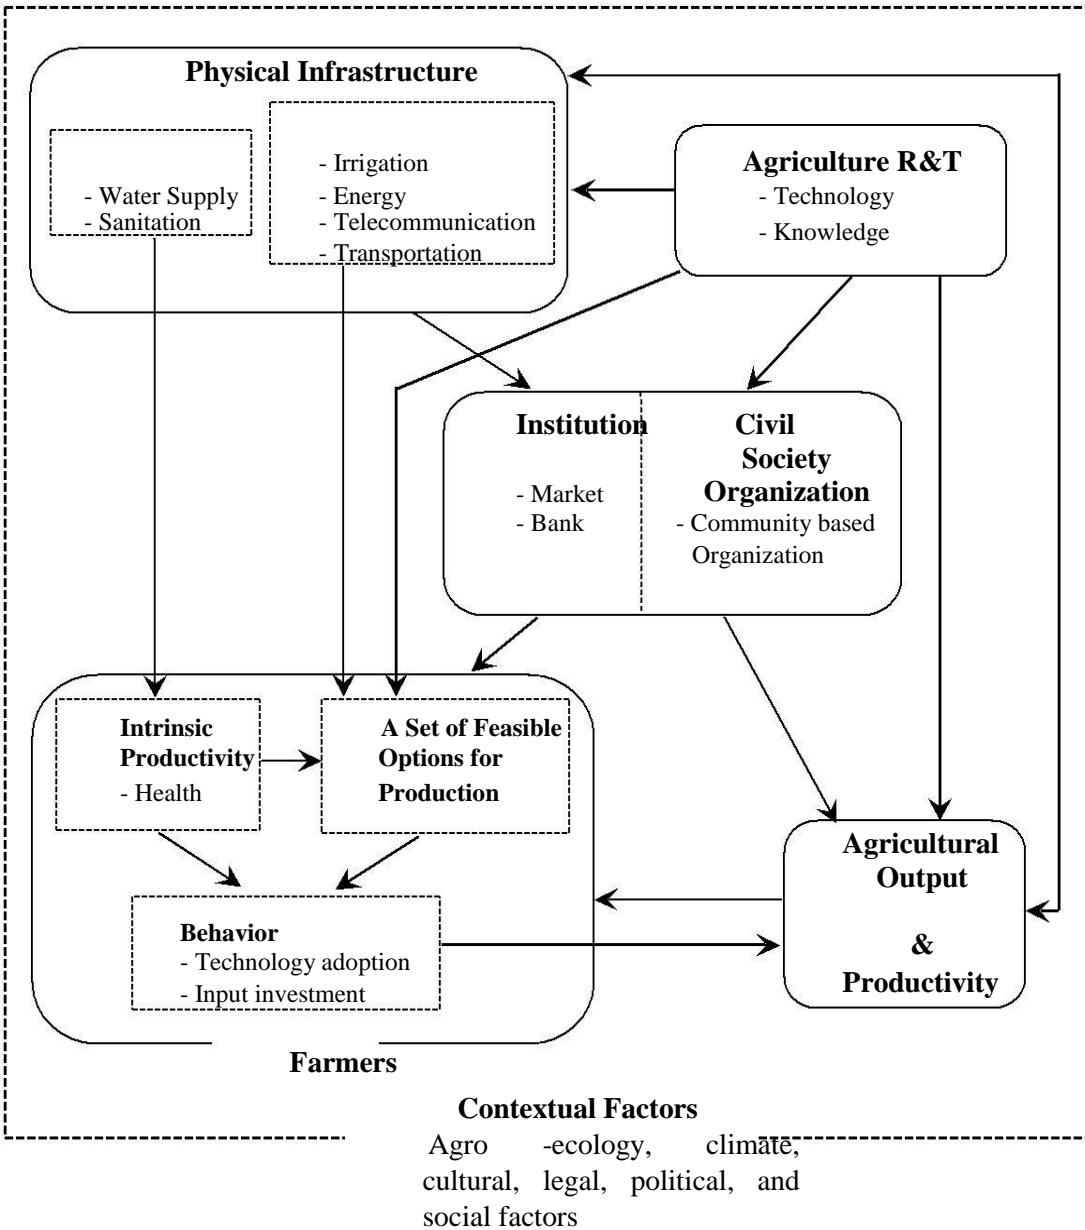 Physical Infrastructure
- Water Supply
- Sanitation
- Irrigation
- Energy
- Telecommunication
- Transportation
Agriculture R&T
- Technology
- Knowledge
Institution
- Market
- Bank
Civil
Society
Organization
- Community based
Organization
Intrinsic
Productivity
- Health
A Set of Feasible
Options for
Production
Behavior
- Technology adoption
- Input investment
Farmers
Agricultural
Output
&
Productivity
Contextual Factors
Agro -ecology, climate,
cultural, legal, political, and
social factors